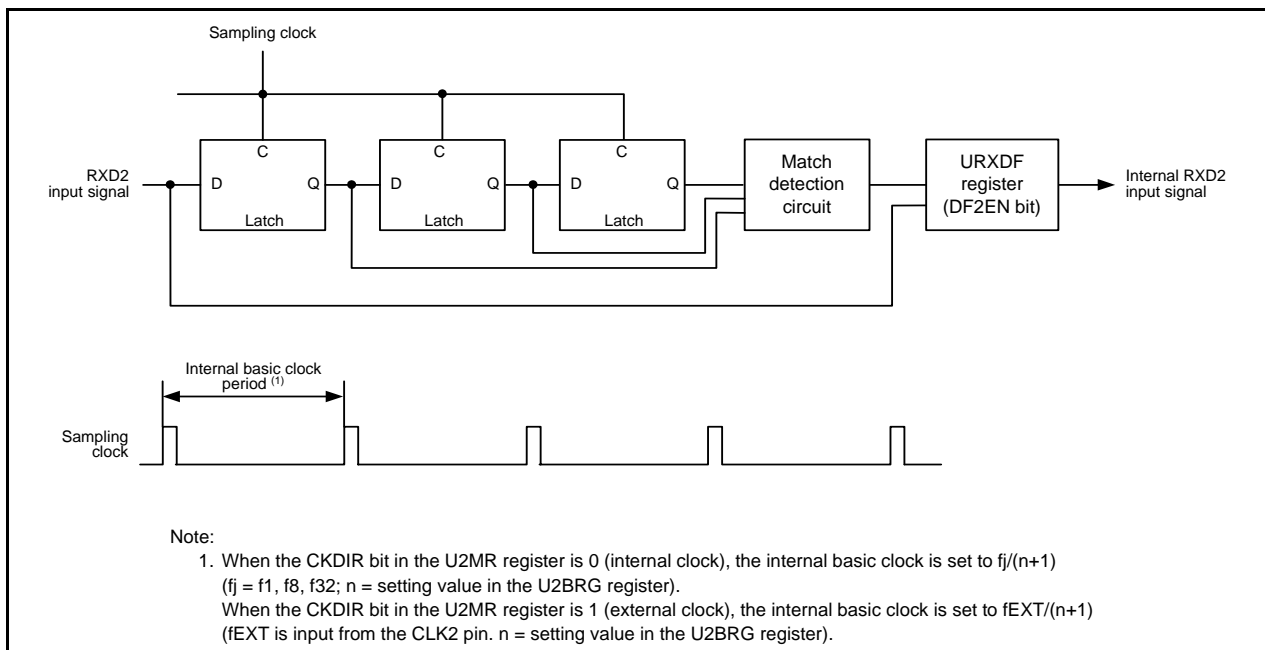 Sampling clock
RXD2
input signal
C
D
Q
Latch
C
D
Q
Latch
C
D
Q
Latch
Match
detection
circuit
URXDF
register
(DF2EN bit)
Internal RXD2
input signal
Internal basic clock
period (1)
Sampling
clock
Note:
1. When the CKDIR bit in the U2MR register is 0 (internal clock), the internal basic clock is set to fj/(n+1)
(fj = f1, f8, f32; n = setting value in the U2BRG register).
When the CKDIR bit in the U2MR register is 1 (external clock), the internal basic clock is set to fEXT/(n+1)
(fEXT is input from the CLK2 pin. n = setting value in the U2BRG register).